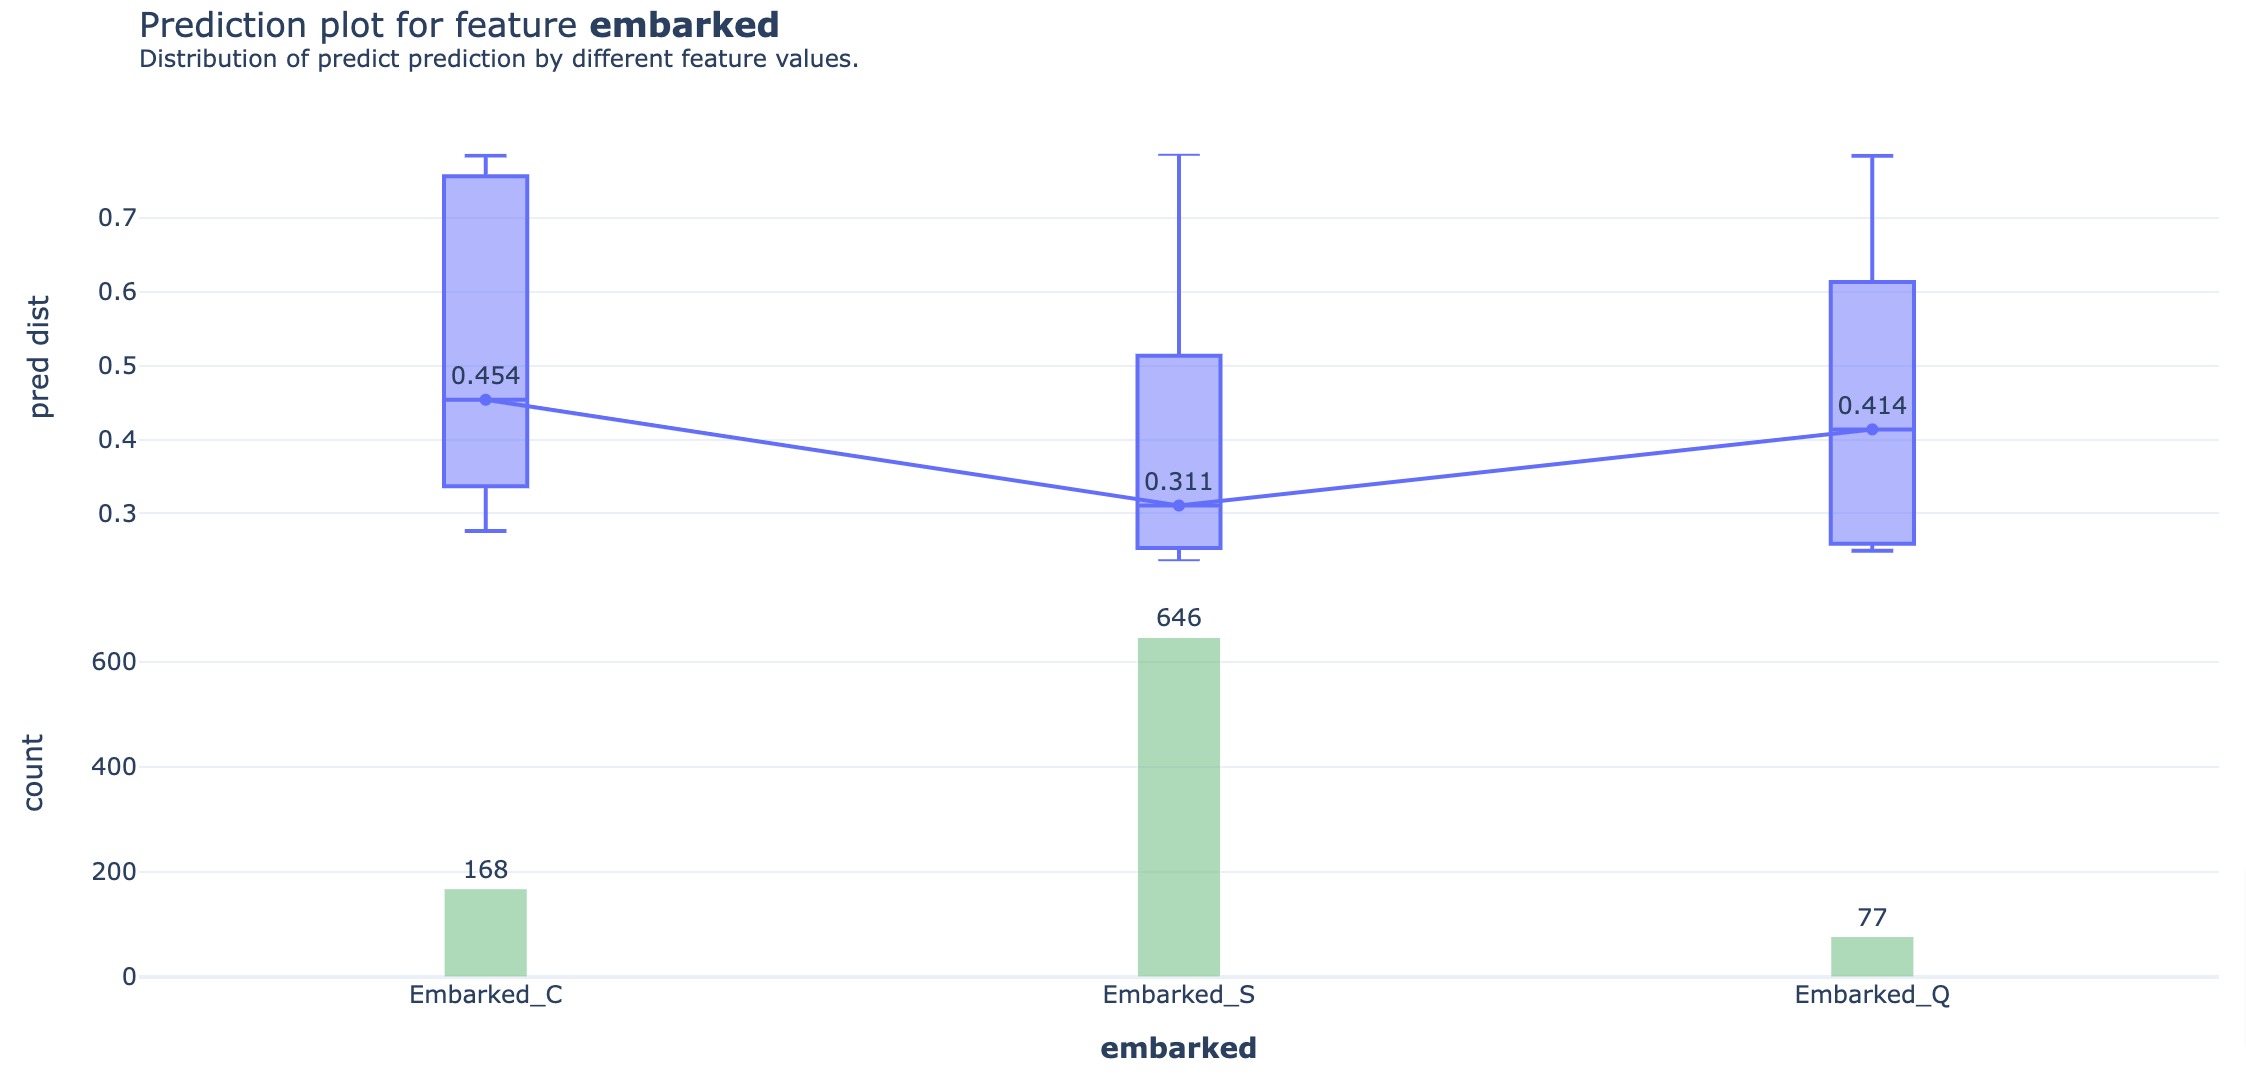 Prediction plot for feature embarked
Distribution of predict prediction by different feature values.
pred dist
0.7
0.6
0.5
0.4
0.3
0.454
0.311
0.414
count
600
400
200
0
168
646
77
Embarked_C
Embarked_S
Embarked_Q
embarked